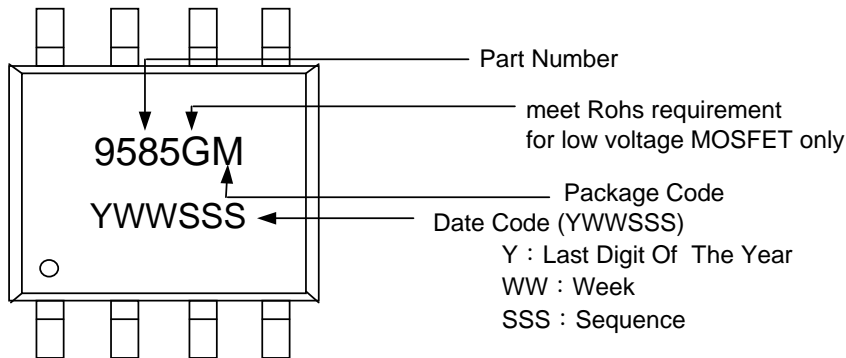 Part Number
meet Rohs requirement
for low voltage MOSFET only
9585GM
Package Code
YWWSSS
Date Code (YWWSSS)
Y：Last Digit Of The Year
WW：Week
SSS：Sequence